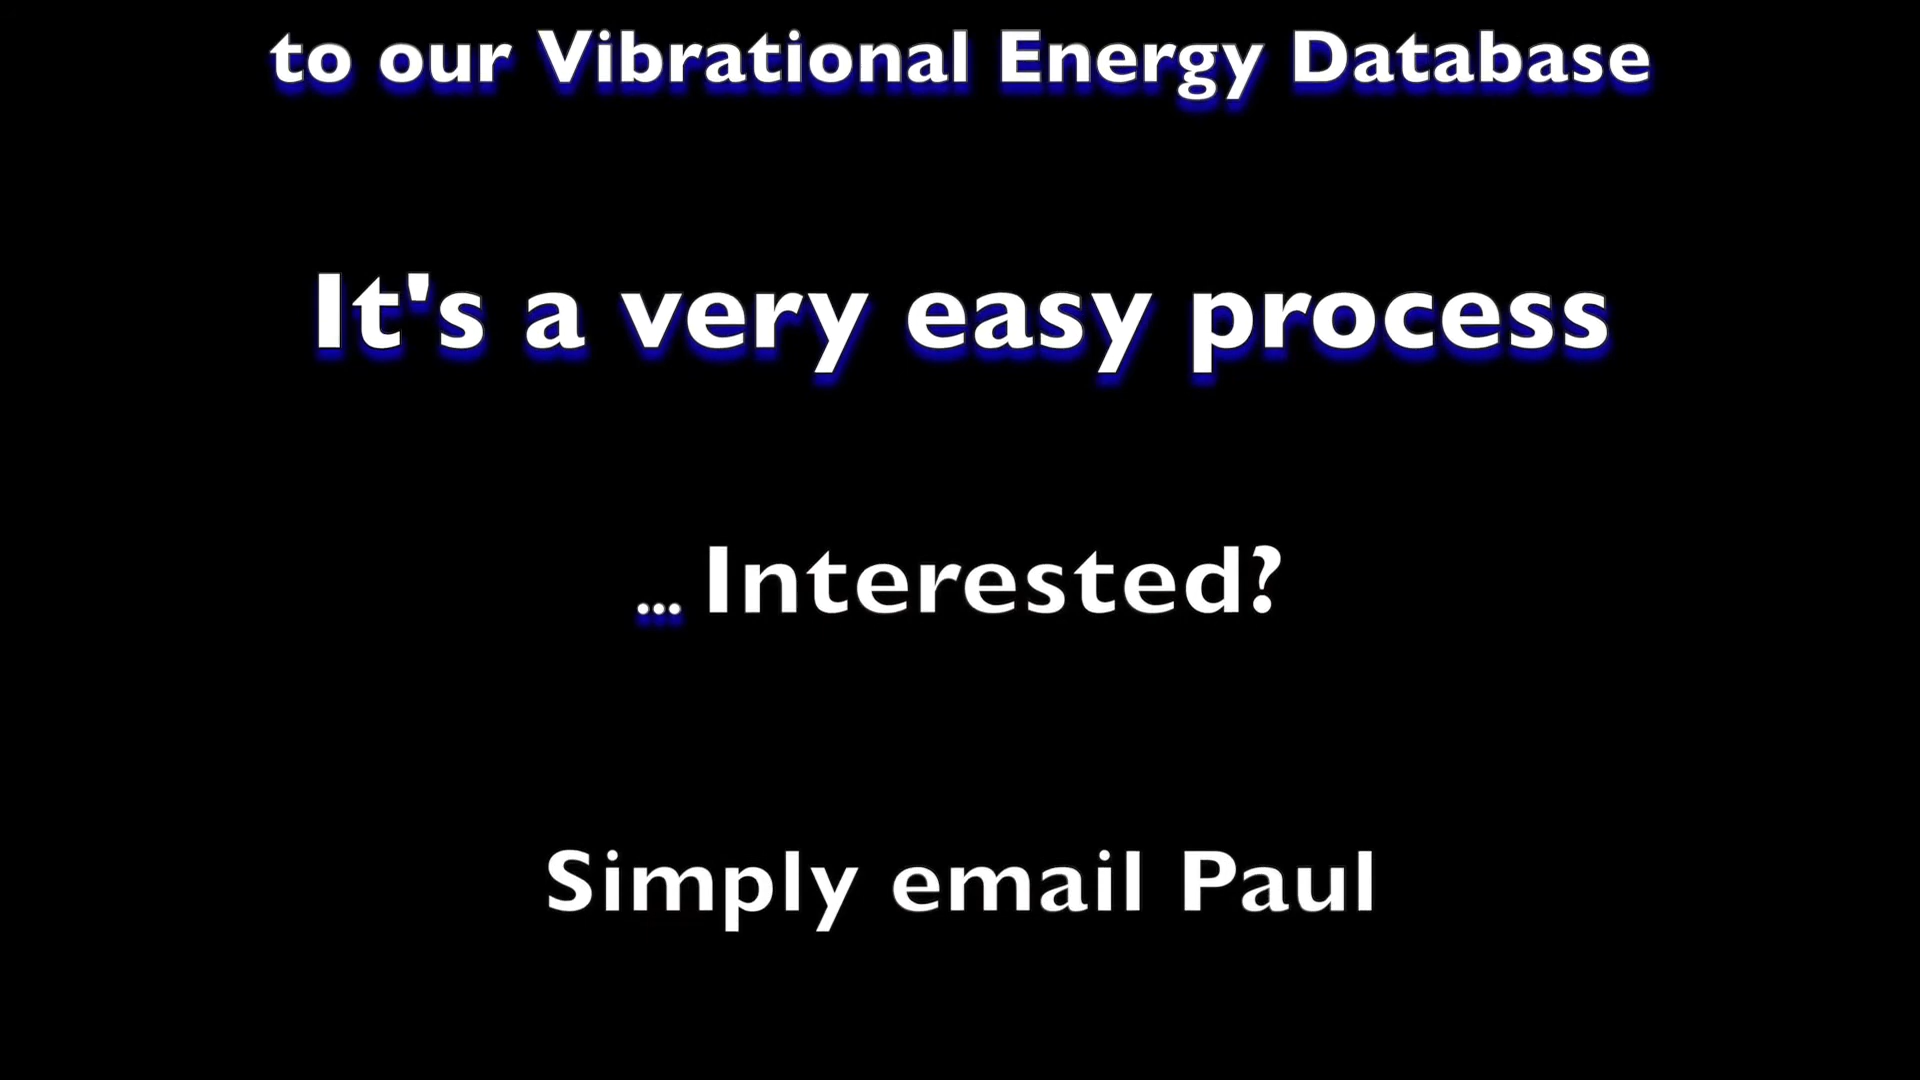 to our Vibrational Energy Database
It's a very easy process
... Interested?
Simply email Paul